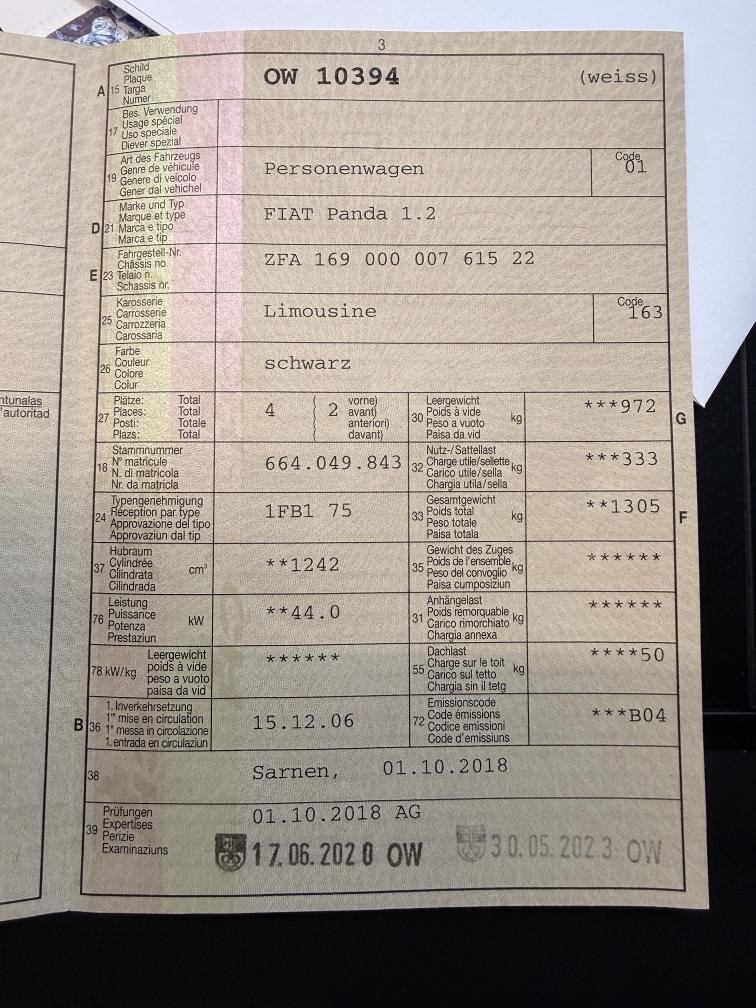 3
A 15 Schild
Plaque
Targa
Numer
OW 10394 (weiss)
17 Bes. Verwendung
Usage spécial
Uso speciale
Diever spezial
19 Art des Fahrzeugs
Genre de véhicule
Genere di veicolo
Gener dal vehichel
Personenwagen
Code
01
D 21 Marke und Typ
Marque et type
Marca e tipo
Marca e tip
FIAT Panda 1.2
E 23 Fahrgestell-Nr.
Châssis no
Telaio n.
Schassis nr.
ZFA 169 000 007 615 22
25 Karosserie
Carrosserie
Carrozzeria
Carossaria
Limousine
Code
163
26 Farbe
Couleur
Colore
Colur
schwarz
ntunalas
l'autoritad
27 Plätze: Total
Places: Total
Posti: Totale
Plazs: Total
4 ( 2 vorne)
avant)
anteriori)
davant)
30 Leergewicht
Poids à vide
Peso a vuoto
Paisa da vid
kg
***972
G
18 Stammnummer
N° matricule
N. di matricola
Nr. da matricla
664.049.843
32 Nutz-/Sattellast
Charge utile/sellette
Carico utile/sella
Chargia utila/sella
kg
***333
24 Typengenehmigung
Réception par type
Approvazione del tipo
Approvaziun dal tip
1FB1 75
33 Gesamtgewicht
Poids total
Peso totale
Paisa totala
kg
**1305
F
37 Hubraum
Cylindrée
Cilindrata
Cilindrada
cm³
**1242
35 Gewicht des Zuges
Poids de l'ensemble
Peso del convoglio
Paisa cumposiziun
kg
******
76 Leistung
Puissance
Potenza
Prestaziun
kW
**44.0
31 Anhängelast
Poids remorquable
Carico rimorchiato
Chargia annexa
kg
******
78 kW/kg Leergewicht
poids à vide
peso a vuoto
paisa da vid
******
55 Dachlast
Charge sur le toit
Carico sul tetto
Chargia sin il tetg
kg
****50
B 36 1. Inverkehrsetzung
1re mise en circulation
1a messa in circolazione
1. entrada en circulaziun
15.12.06
72 Emissionscode
Code émissions
Codice emissioni
Code d'emissiuns
***B04
38 Sarnen, 01.10.2018
39 Prüfungen
Expertises
Perizie
Examinaziuns
01.10.2018 AG
17.06.2020 OW 30.05.2023 OW